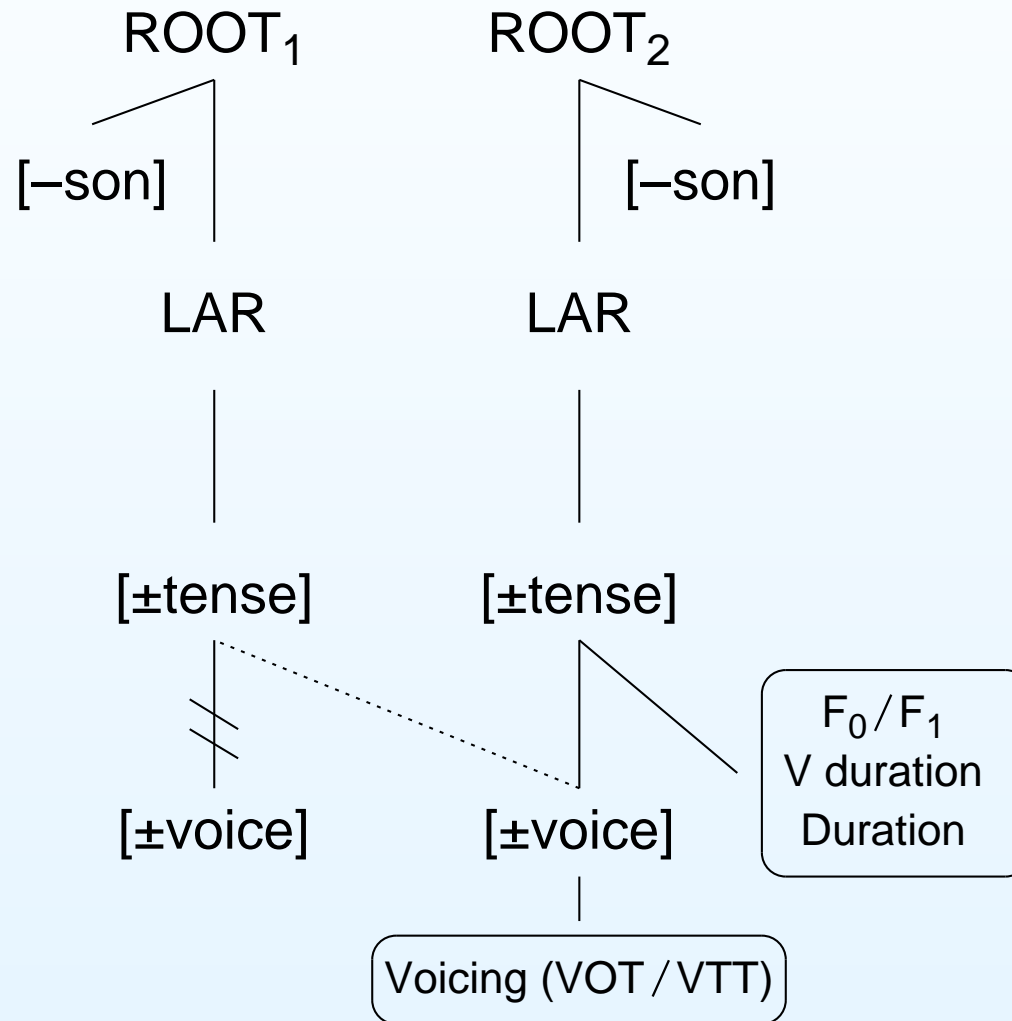 ROOT₁ ROOT₂
[–son] [–son]
LAR LAR
[±tense] [±tense]
F₀/F₁
V duration
Duration
[±voice] [±voice]
Voicing (VOT/VTT)